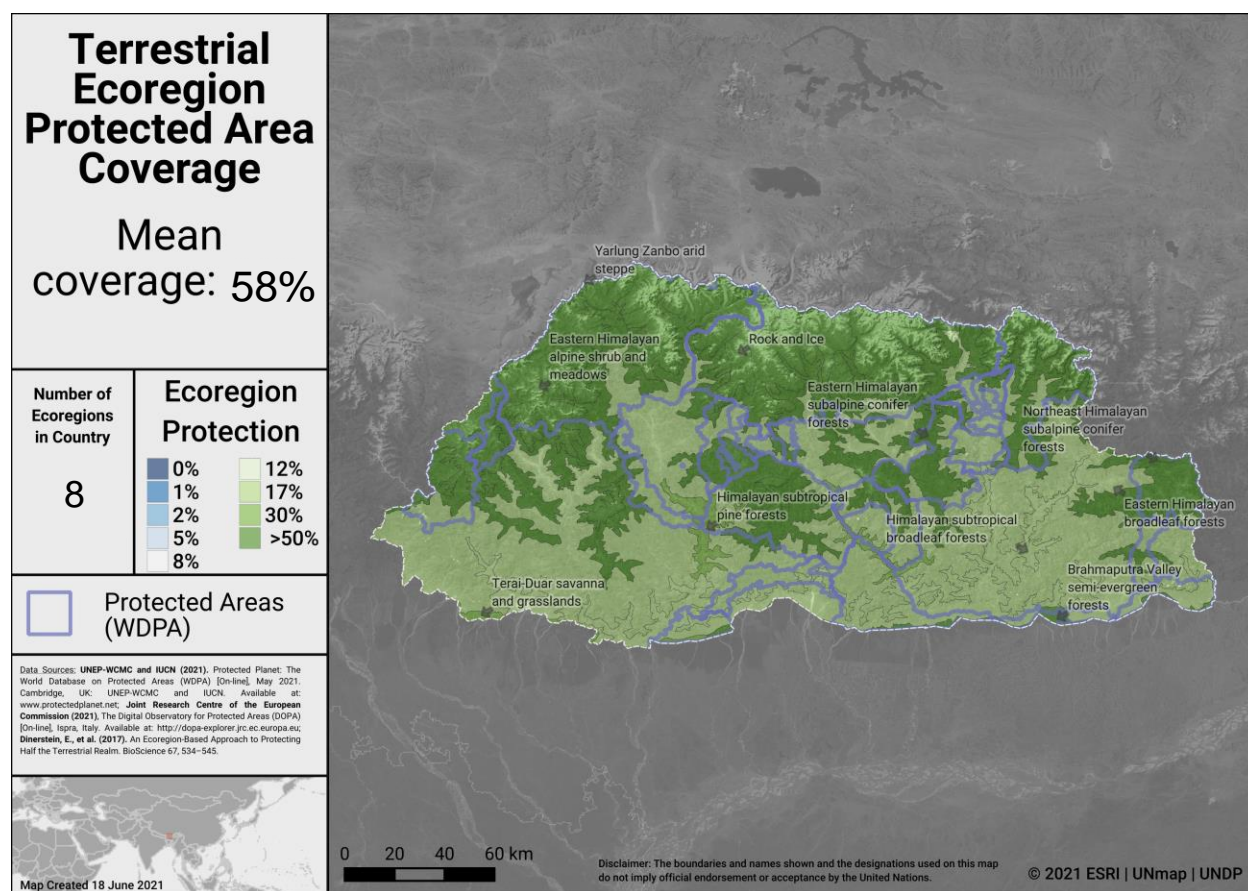 Terrestrial
Ecoregion
Protected Area
Coverage
Mean
coverage: 58%
Number of
Ecoregions
in Country
8
Ecoregion
Protection
0%
1%
2%
5%
8%
12%
17%
30%
>50%
Protected Areas
(WDPA)
Data Sources: UNEP-WCMC and IUCN (2021). Protected Planet: The
World Database on Protected Areas (WDPA) [On-line], May 2021.
Cambridge, UK: UNEP-WCMC and IUCN. Available at:
www.protectedplanet.net; Joint Research Centre of the European
Commission (2021), The Digital Observatory for Protected Areas (DOPA)
[On-line], Ispra, Italy. Available at: http://dopa-explorer.jrc.ec.europa.eu;
Dinerstein, E., et al. (2017). An Ecoregion-Based Approach to Protecting
Half the Terrestrial Realm. BioScience 67, 534–545.
Map Created 18 June 2021
Yarlung Zanbo arid
steppe
Eastern Himalayan
alpine shrub and
meadows
Rock and Ice
Eastern Himalayan
subalpine conifer
forests
Northeast Himalayan
subalpine conifer
forests
Himalayan subtropical
pine forests
Himalayan subtropical
broadleaf forests
Eastern Himalayan
broadleaf forests
Terai-Duar savanna
and grasslands
Brahmaputra Valley
semi-evergreen
forests
0 20 40 60 km
Disclaimer: The boundaries and names shown and the designations used on this map
do not imply official endorsement or acceptance by the United Nations.
© 2021 ESRI | UNmap | UNDP